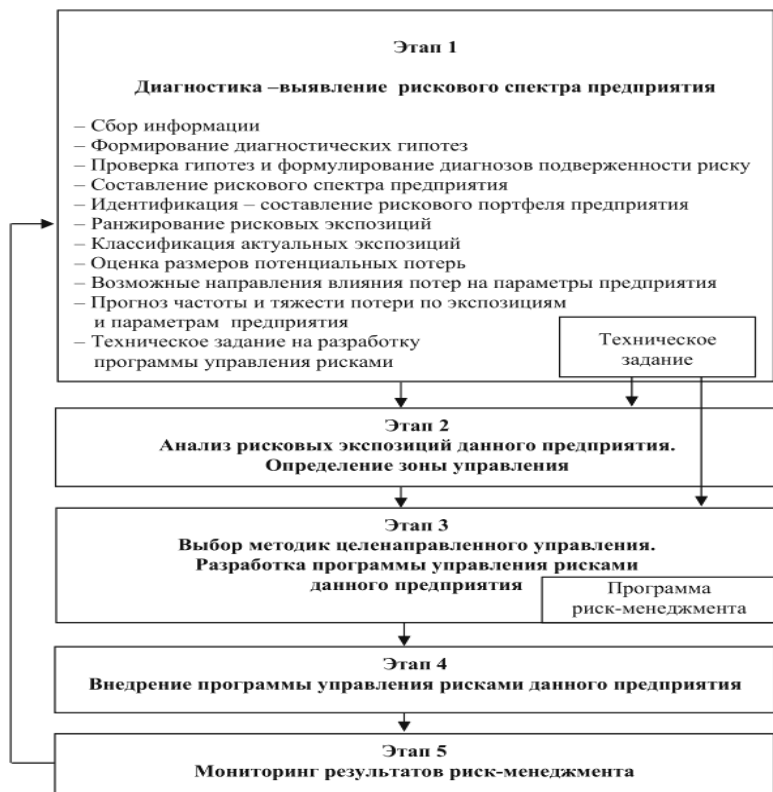 Этап 1
Диагностика –выявление рискового спектра предприятия
– Сбор информации
– Формирование диагностических гипотез
– Проверка гипотез и формулирование диагнозов подверженности риску
– Составление рискового спектра предприятия
– Идентификация – составление рискового портфеля предприятия
– Ранжирование рисковых экспозиций
– Классификация актуальных экспозиций
– Оценка размеров потенциальных потерь
– Возможные направления влияния потер на параметры предприятия
– Прогноз частоты и тяжести потери по экспозициям
и параметрам предприятия
– Техническое задание на разработку
программы управления рисками
Техническое
задание
Этап 2
Анализ рисковых экспозиций данного предприятия.
Определение зоны управления
Этап 3
Выбор методик целенаправленного управления.
Разработка программы управления рисками
данного предприятия
Программа
риск-менеджмента
Этап 4
Внедрение программы управления рисками данного предприятия
Этап 5
Мониторинг результатов риск-менеджмента